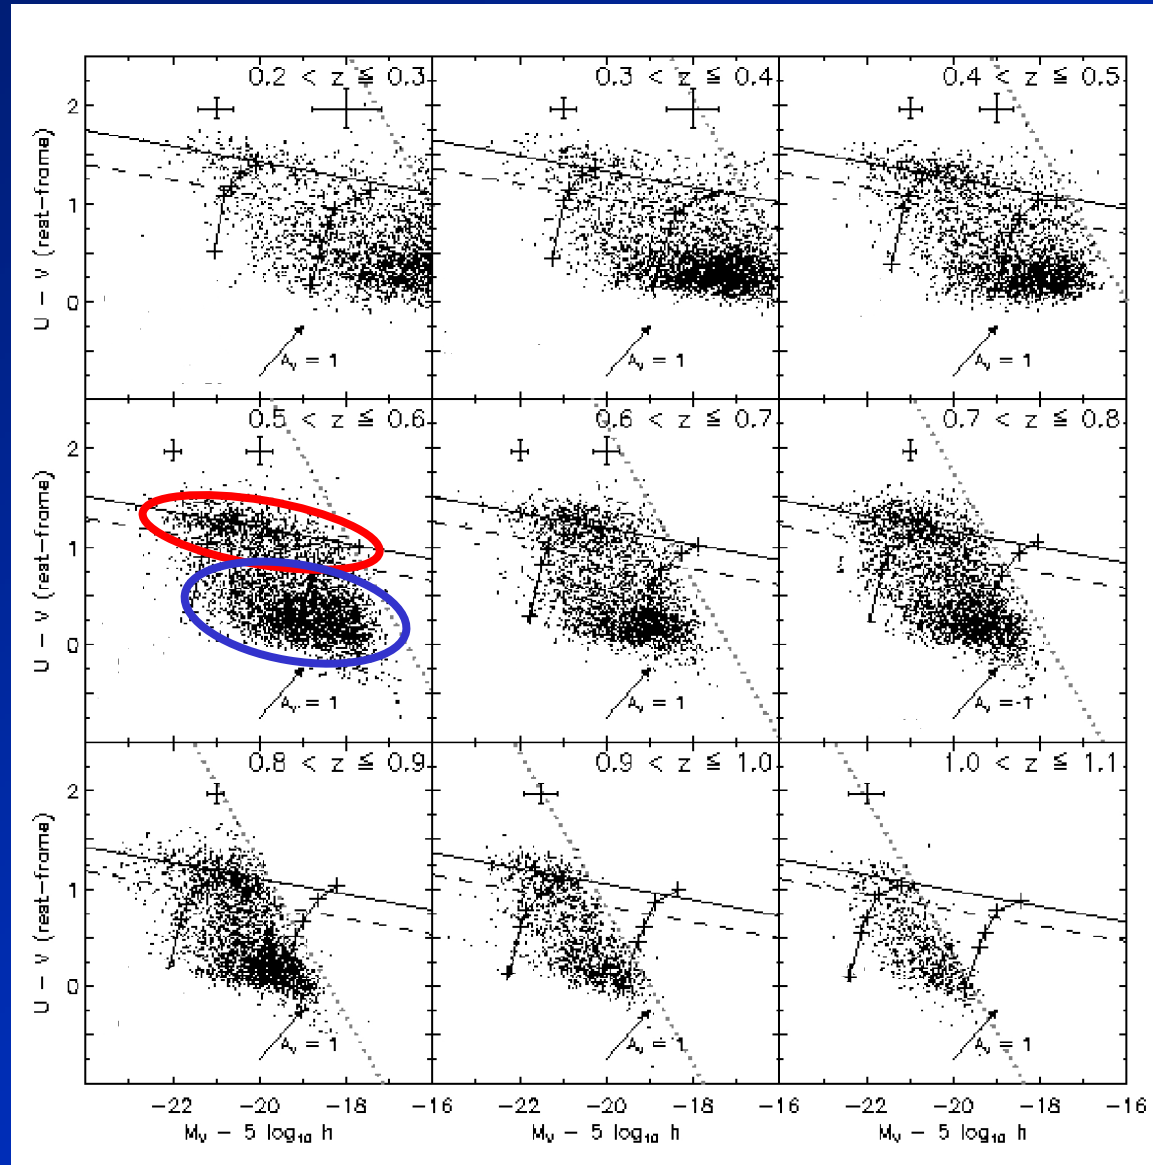 0.2 < z ≦ 0.3
0.3 < z ≦ 0.4
0.4 < z ≦ 0.5
2
1
0
U − V (rest−frame)
A_V = 1
A_V = 1
A_V = 1
0.5 < z ≦ 0.6
0.6 < z ≦ 0.7
0.7 < z ≦ 0.8
2
1
0
U − V (rest−frame)
A_V = 1
A_V = 1
A_V = 1
0.8 < z ≦ 0.9
0.9 < z ≦ 1.0
1.0 < z ≦ 1.1
2
1
0
U − V (rest−frame)
A_V = 1
A_V = 1
A_V = 1
−22 −20 −18 −16
−22 −20 −18 −16
−22 −20 −18 −16
M_V − 5 log₁₀ h
M_V − 5 log₁₀ h
M_V − 5 log₁₀ h